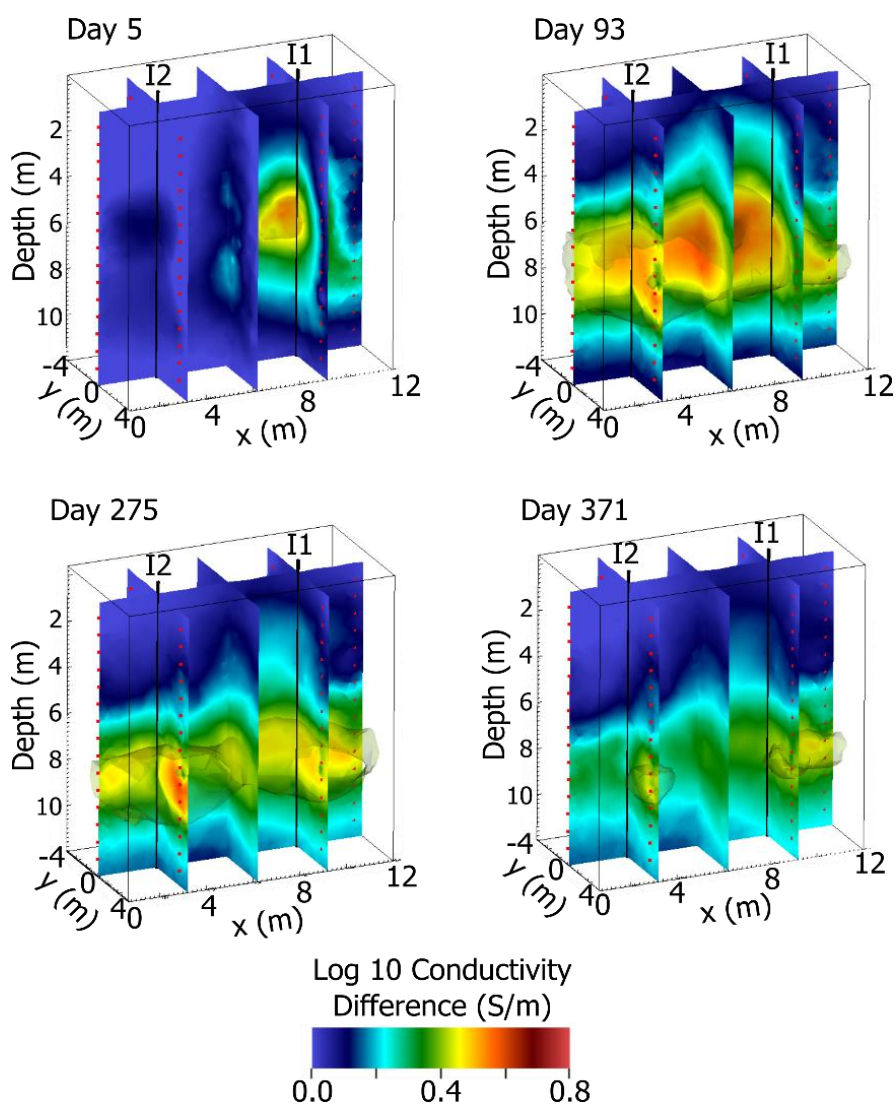 Day 5
I2
I1
2
4
6
8
10
Depth (m)
-4
0
4
y (m)
0
4
8
12
x (m)
Day 93
I2
I1
2
4
6
8
10
Depth (m)
-4
0
4
y (m)
0
4
8
12
x (m)
Day 275
I2
I1
2
4
6
8
10
Depth (m)
-4
0
4
y (m)
0
4
8
12
x (m)
Day 371
I2
I1
2
4
6
8
10
Depth (m)
-4
0
4
y (m)
0
4
8
12
x (m)
Log 10 Conductivity
Difference (S/m)
0.0 0.4 0.8